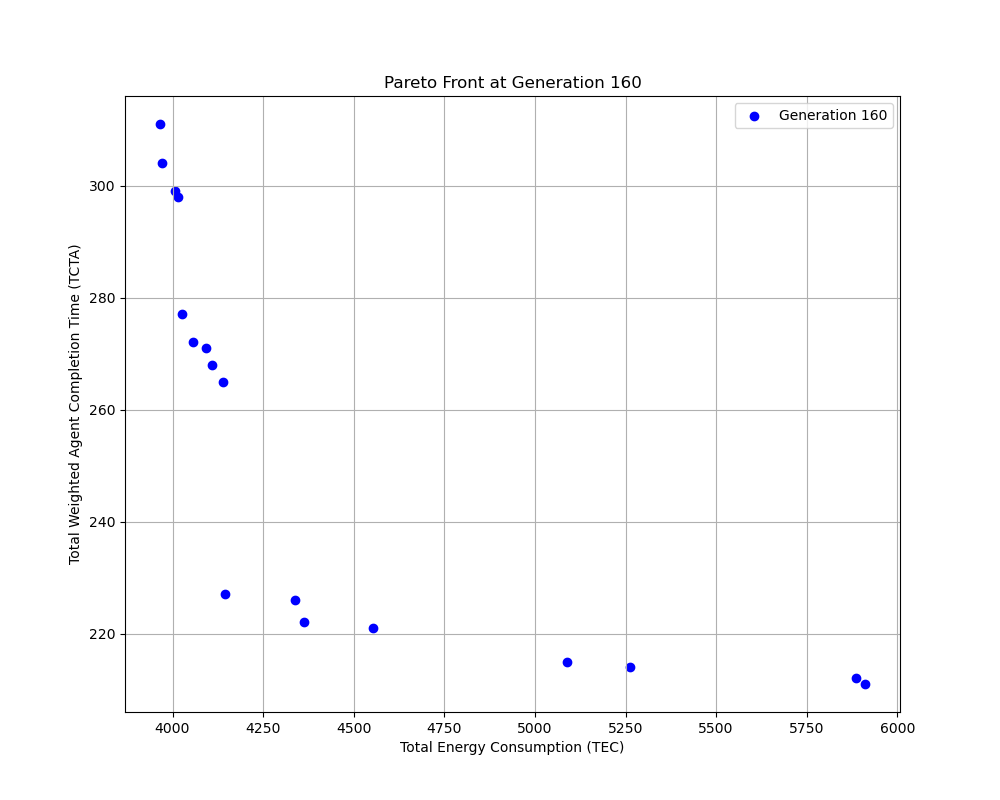 Pareto Front at Generation 160
Generation 160
300
280
260
240
220
Total Weighted Agent Completion Time (TCTA)
4000 4250 4500 4750 5000 5250 5500 5750 6000
Total Energy Consumption (TEC)